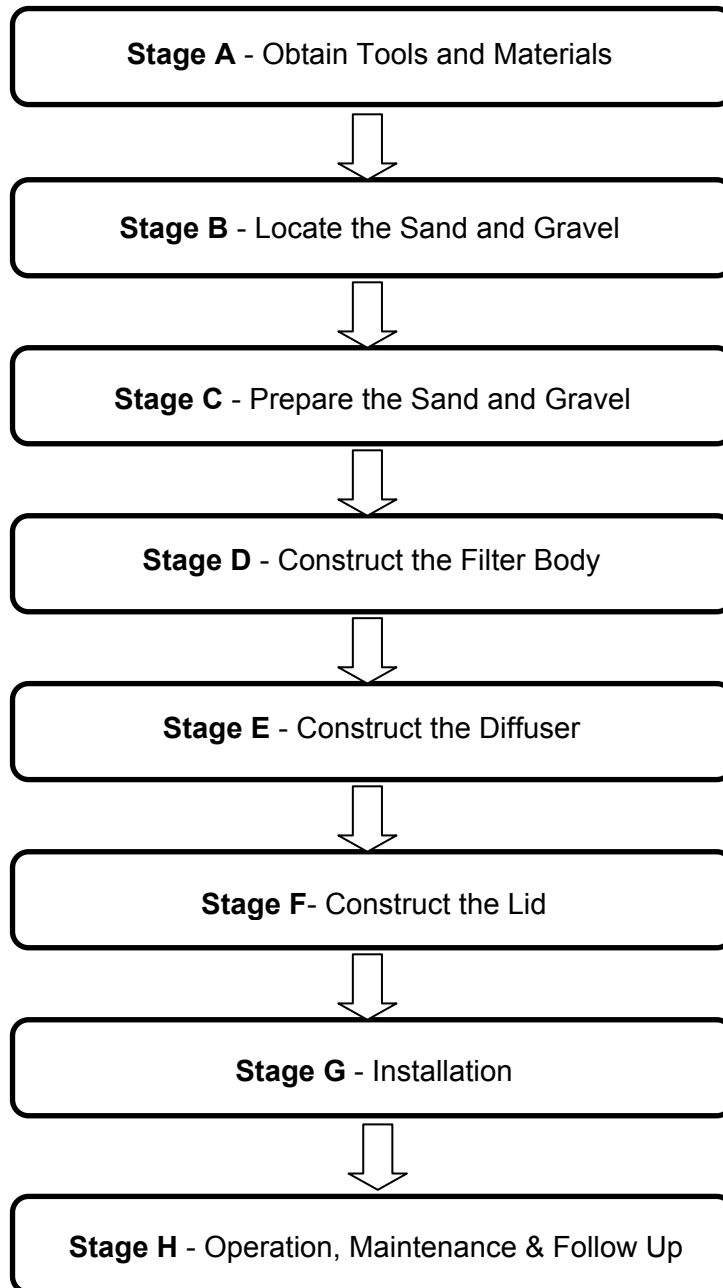 Stage A - Obtain Tools and Materials
Stage B - Locate the Sand and Gravel
Stage C - Prepare the Sand and Gravel
Stage D - Construct the Filter Body
Stage E - Construct the Diffuser
Stage F- Construct the Lid
Stage G - Installation
Stage H - Operation, Maintenance & Follow Up